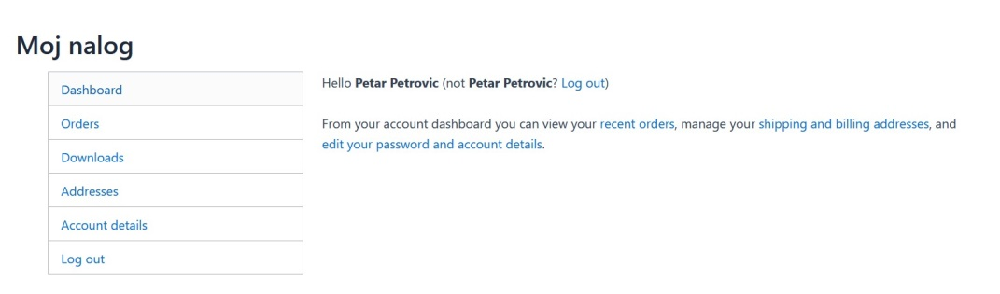 Moj nalog
Dashboard
Orders
Downloads
Addresses
Account details
Log out
Hello Petar Petrovic (not Petar Petrovic? Log out)
From your account dashboard you can view your recent orders, manage your shipping and billing addresses, and
edit your password and account details.